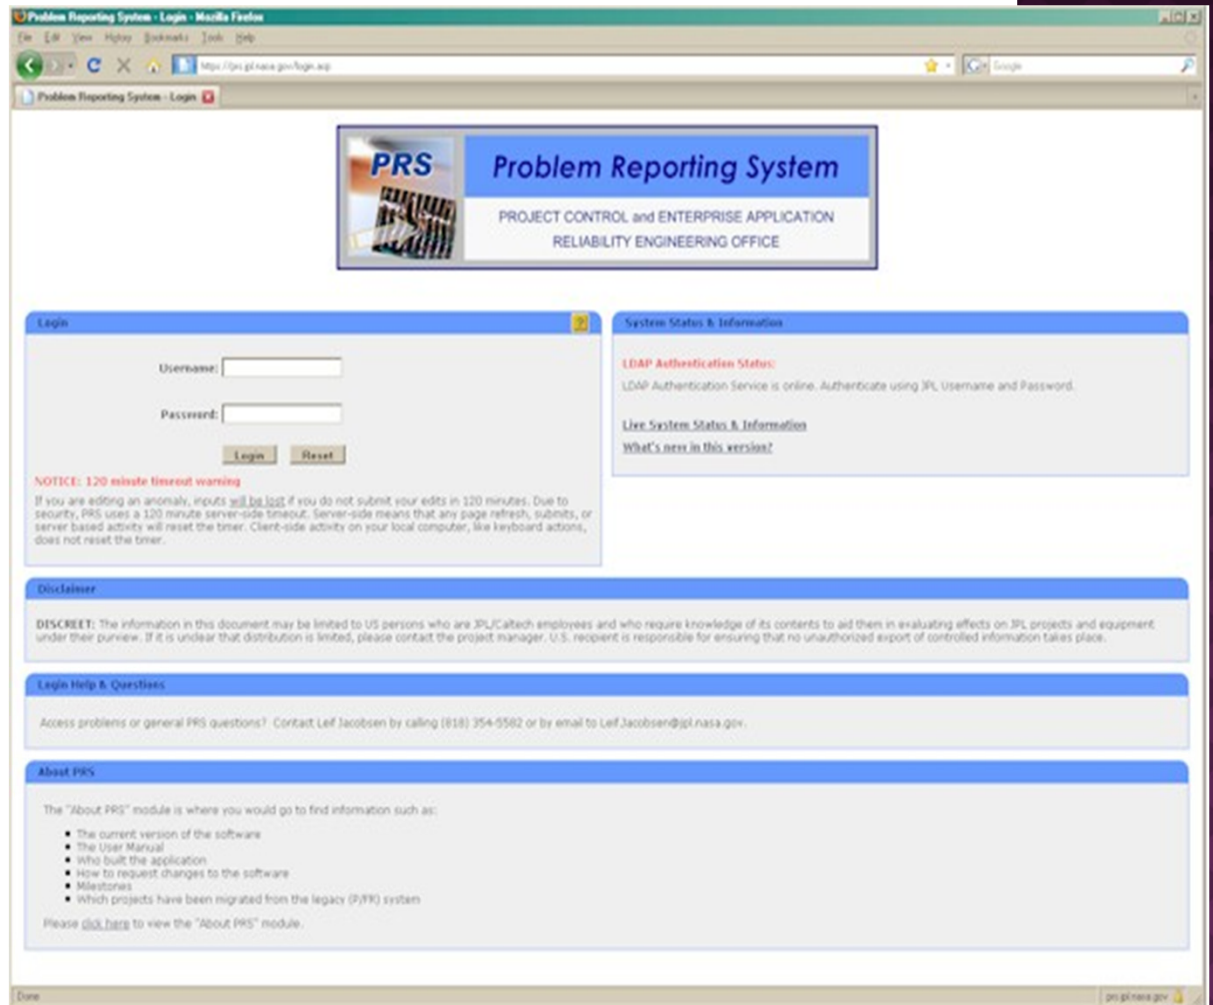 Problem Reporting System - Login - Mozilla Firefox
File Edit View History Bookmarks Tools Help
https://prs.jpl.nasa.gov/login.asp
Google
Problem Reporting System - Login
PRS
Problem Reporting System
PROJECT CONTROL and ENTERPRISE APPLICATION
RELIABILITY ENGINEERING OFFICE
Login
?
Username:
Password:
Login Reset
NOTICE: 120 minute timeout warning
If you are editing an anomaly, inputs will be lost if you do not submit your edits in 120 minutes. Due to
security, PRS uses a 120 minute server-side timeout. Server-side means that any page refresh, submits, or
server based activity will reset the timer. Client-side activity on your local computer, like keyboard actions,
does not reset the timer.
System Status & Information
LDAP Authentication Status:
LDAP Authentication Service is online. Authenticate using JPL Username and Password.
Live System Status & Information
What's new in this version?
Disclaimer
DISCREET: The information in this document may be limited to US persons who are JPL/Caltech employees and who require knowledge of its contents to aid them in evaluating effects on JPL projects and equipment
under their purview. If it is unclear that distribution is limited, please contact the project manager. U.S. recipient is responsible for ensuring that no unauthorized export of controlled information takes place.
Login Help & Questions
Access problems or general PRS questions? Contact Leif Jacobsen by calling (818) 354-5582 or by email to Leif.Jacobsen@jpl.nasa.gov.
About PRS
The "About PRS" module is where you would go to find information such as:
The current version of the software
The User Manual
Who built the application
How to request changes to the software
Milestones
Which projects have been migrated from the legacy (P/FR) system
Please click here to view the "About PRS" module.
Done
prs.jpl.nasa.gov